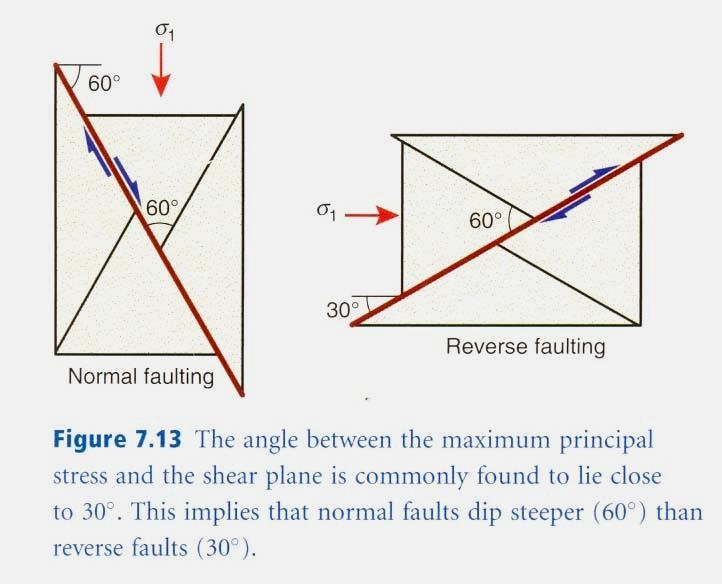 σ1
60°
60°
Normal faulting
σ1
60°
30°
Reverse faulting
Figure 7.13 The angle between the maximum principal
stress and the shear plane is commonly found to lie close
to 30°. This implies that normal faults dip steeper (60°) than
reverse faults (30°).